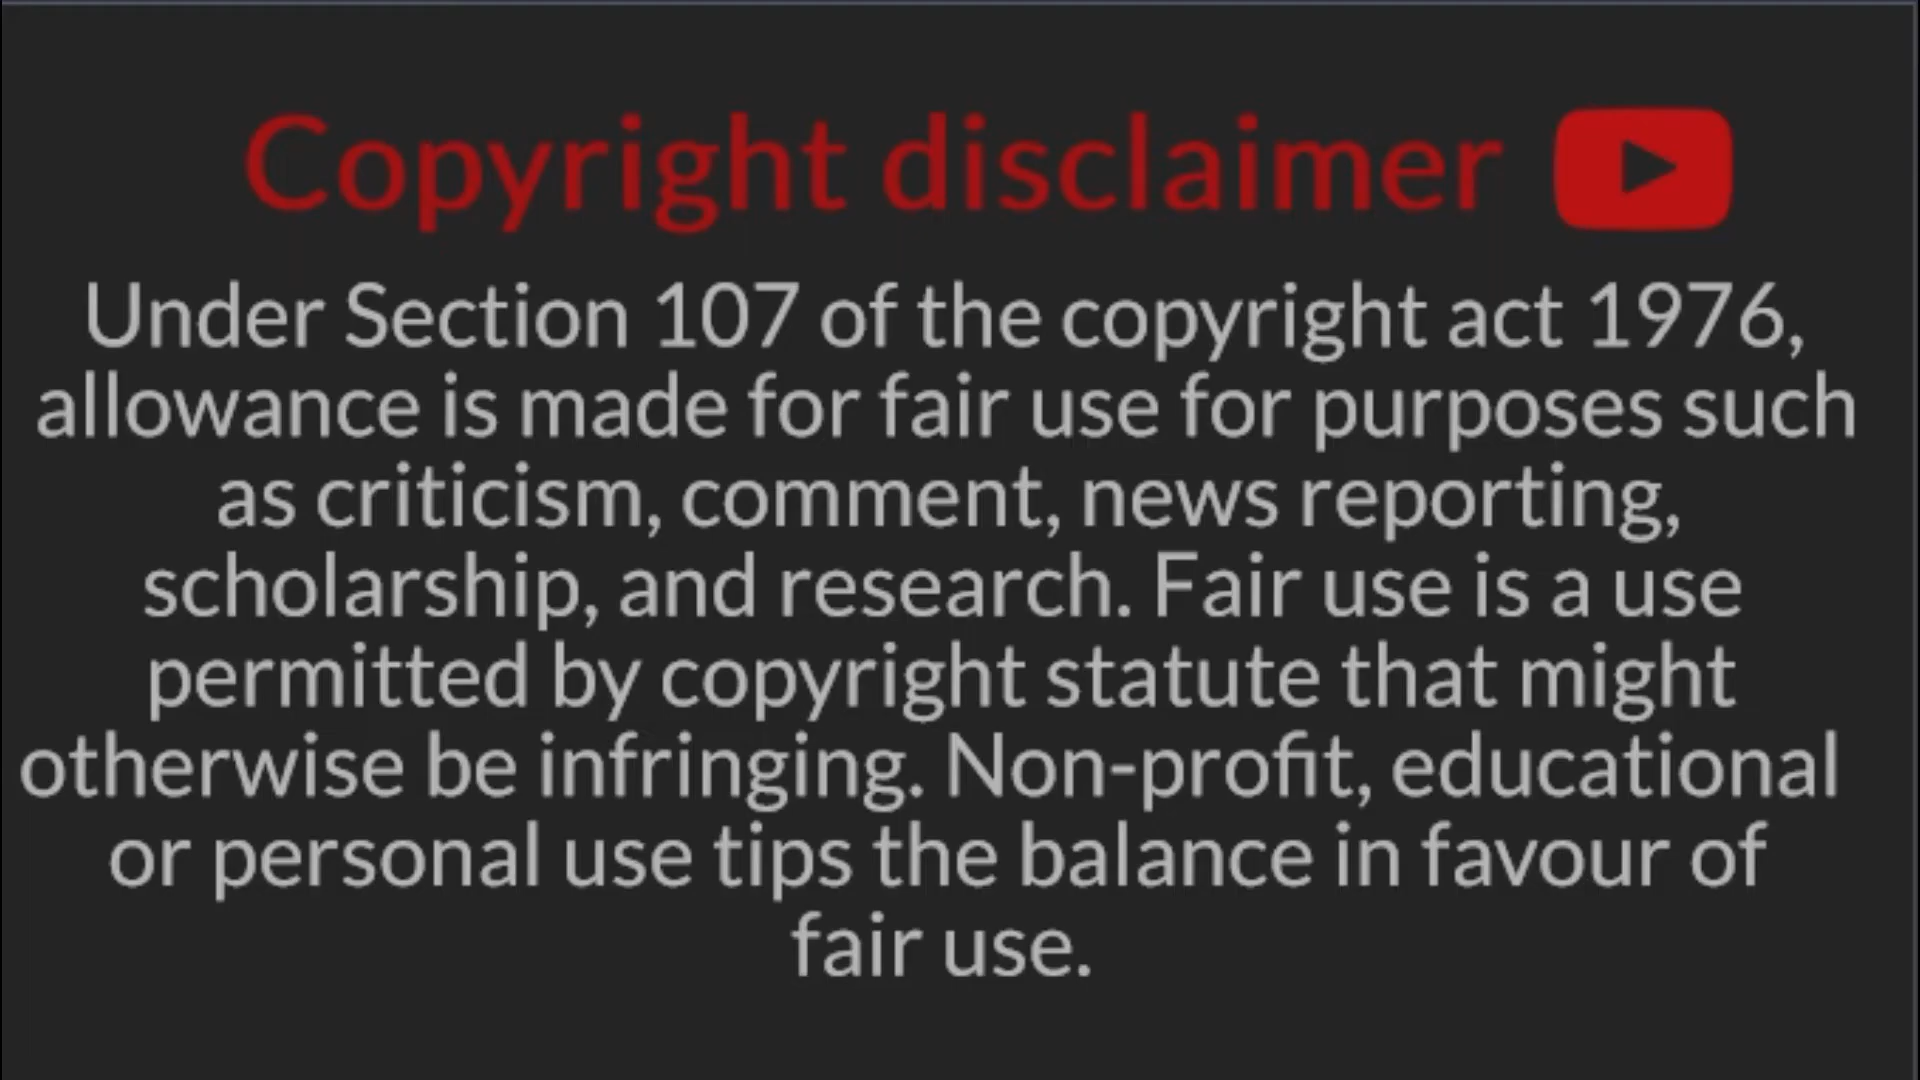 Copyright disclaimer
Under Section 107 of the copyright act 1976,
allowance is made for fair use for purposes such
as criticism, comment, news reporting,
scholarship, and research. Fair use is a use
permitted by copyright statute that might
otherwise be infringing. Non-profit, educational
or personal use tips the balance in favour of
fair use.